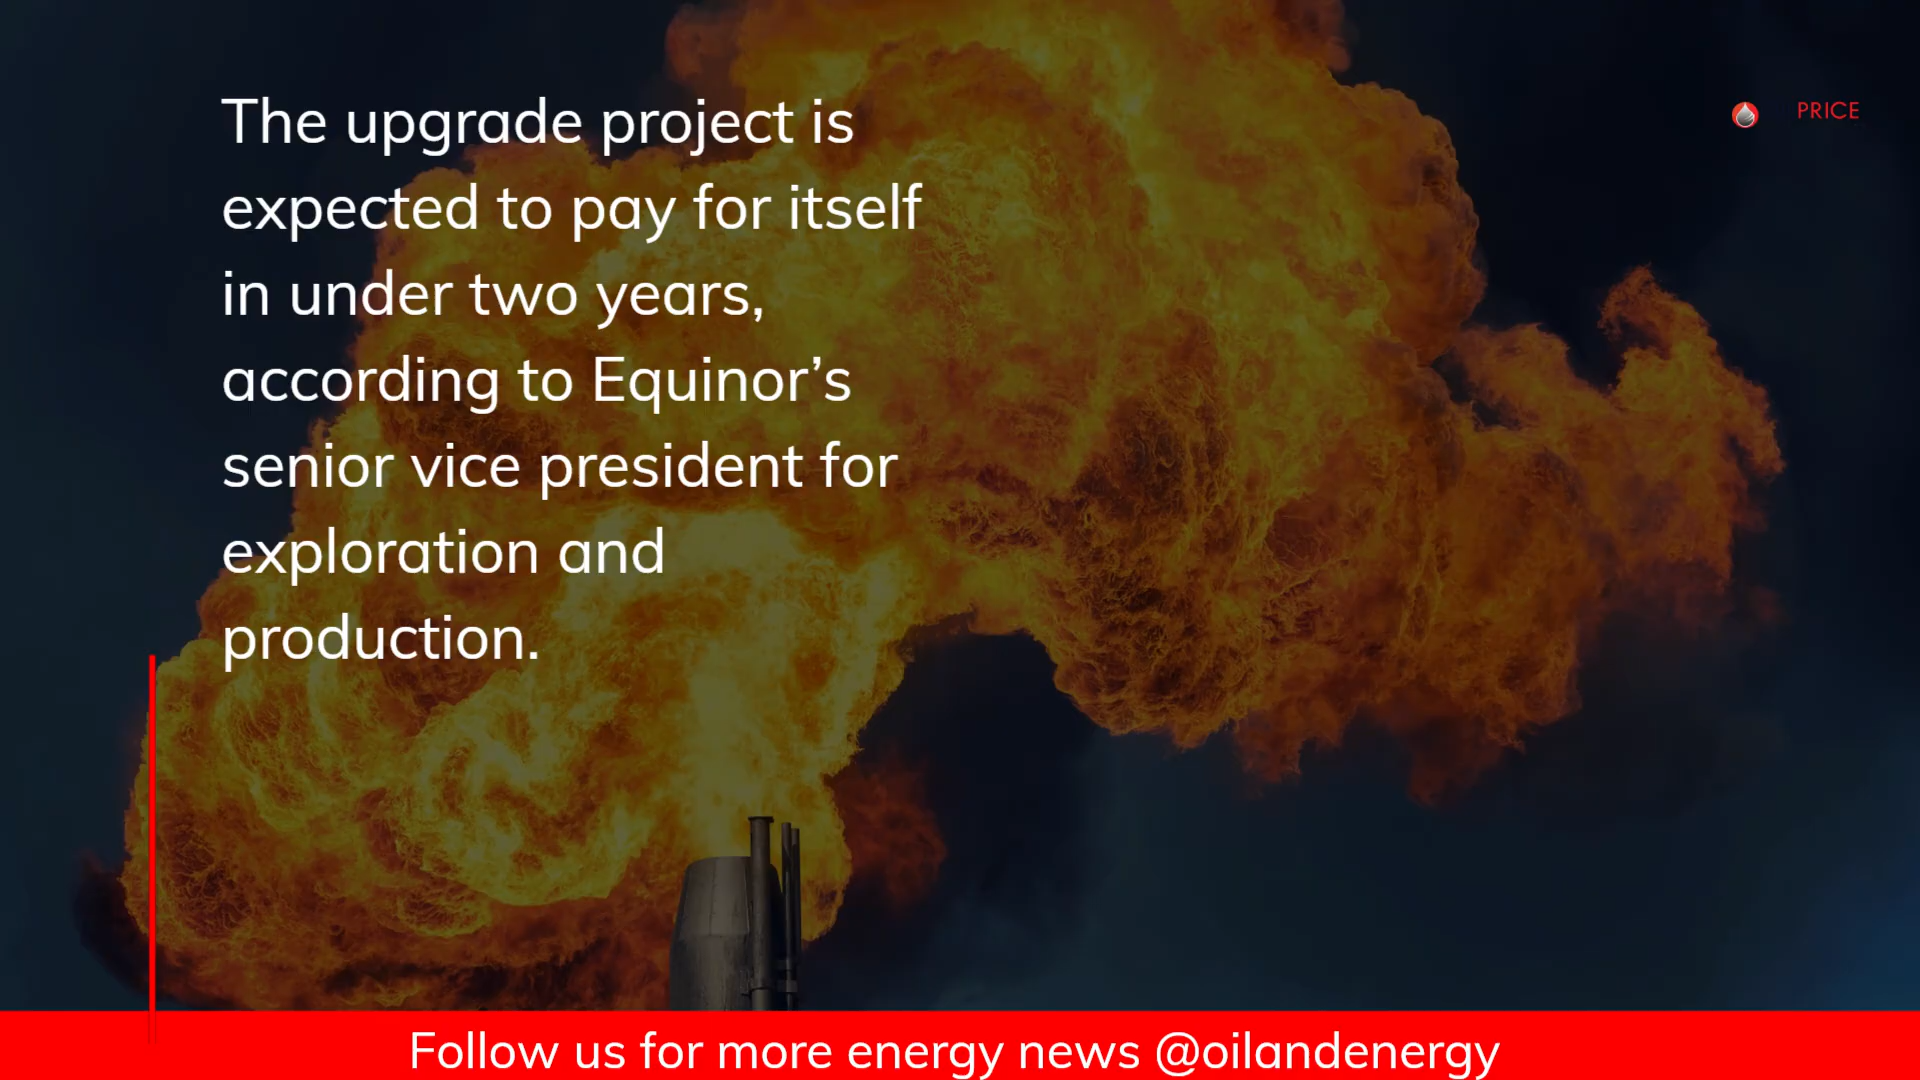 The upgrade project is
expected to pay for itself
in under two years,
according to Equinor’s
senior vice president for
exploration and
production.
PRICE
Follow us for more energy news @oilandenergy